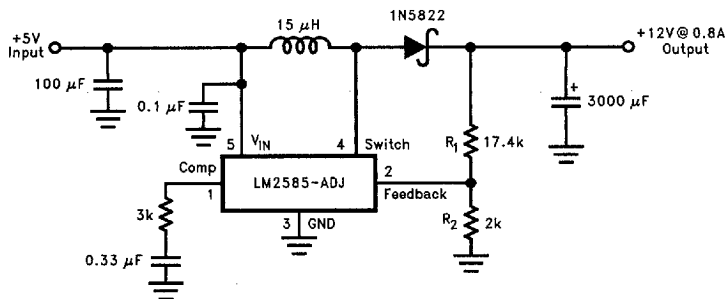 +5V
Input
15 μH
1N5822
+12V@ 0.8A
Output
100 μF
0.1 μF
+
3000 μF
5
VIN
4
Switch
R1
17.4k
Comp
1
LM2585-ADJ
2
Feedback
3k
3
GND
R2
2k
0.33 μF